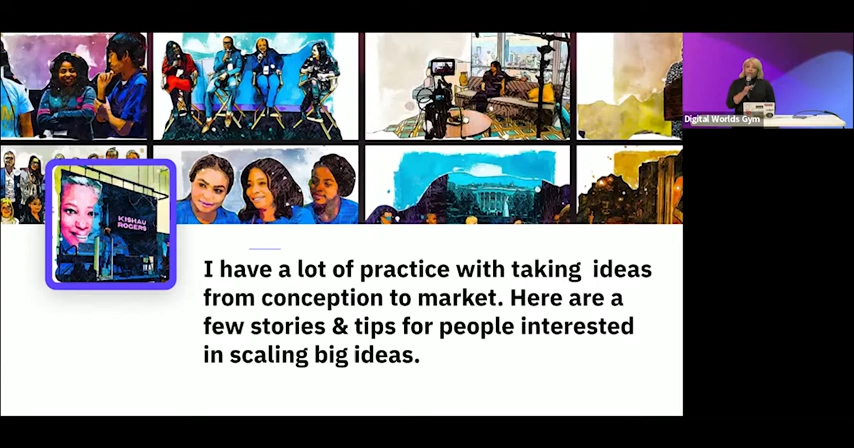 Digital Worlds Gym
KISHAU
ROGERS
I have a lot of practice with taking ideas
from conception to market. Here are a
few stories & tips for people interested
in scaling big ideas.